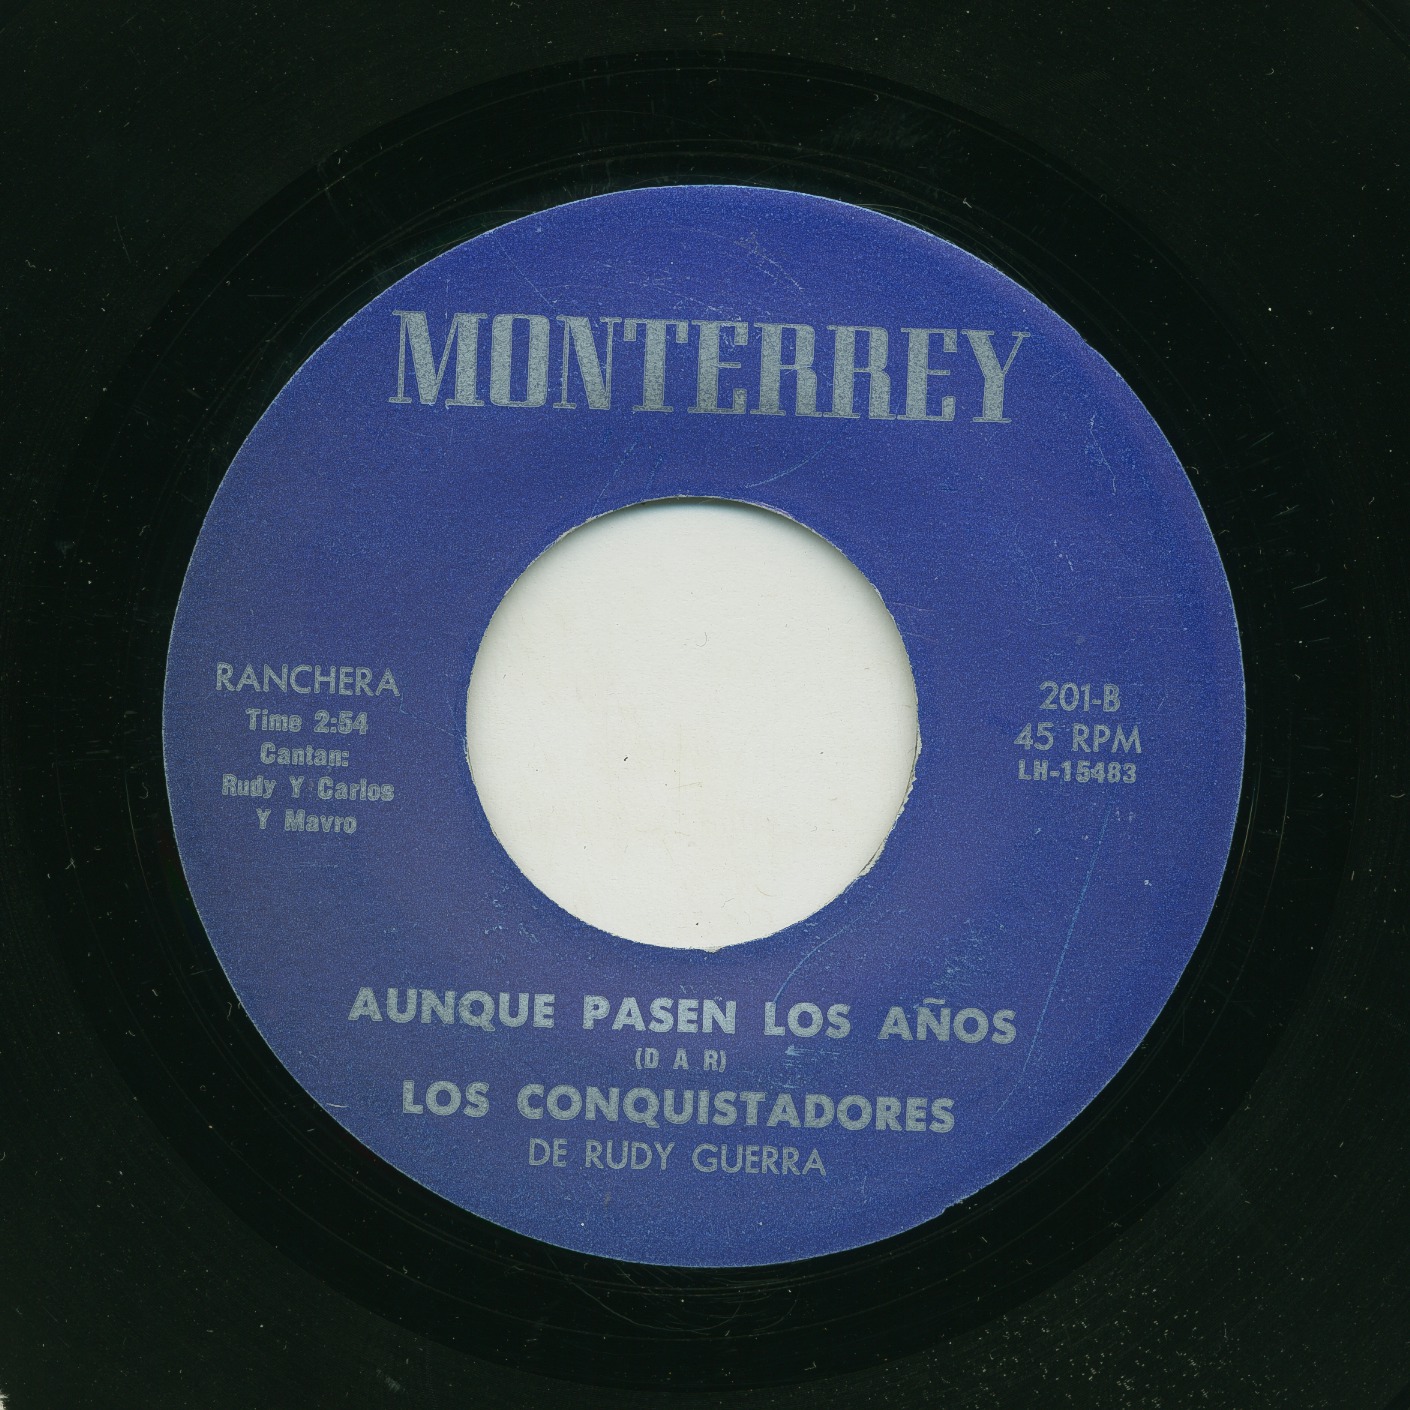 MONTERREY
RANCHERA
Time 2:54
Cantan:
Rudy Y Carlos
Y Mavro
201-B
45 RPM
LH-15483
AUNQUE PASEN LOS AÑOS
(D A R)
LOS CONQUISTADORES
DE RUDY GUERRA